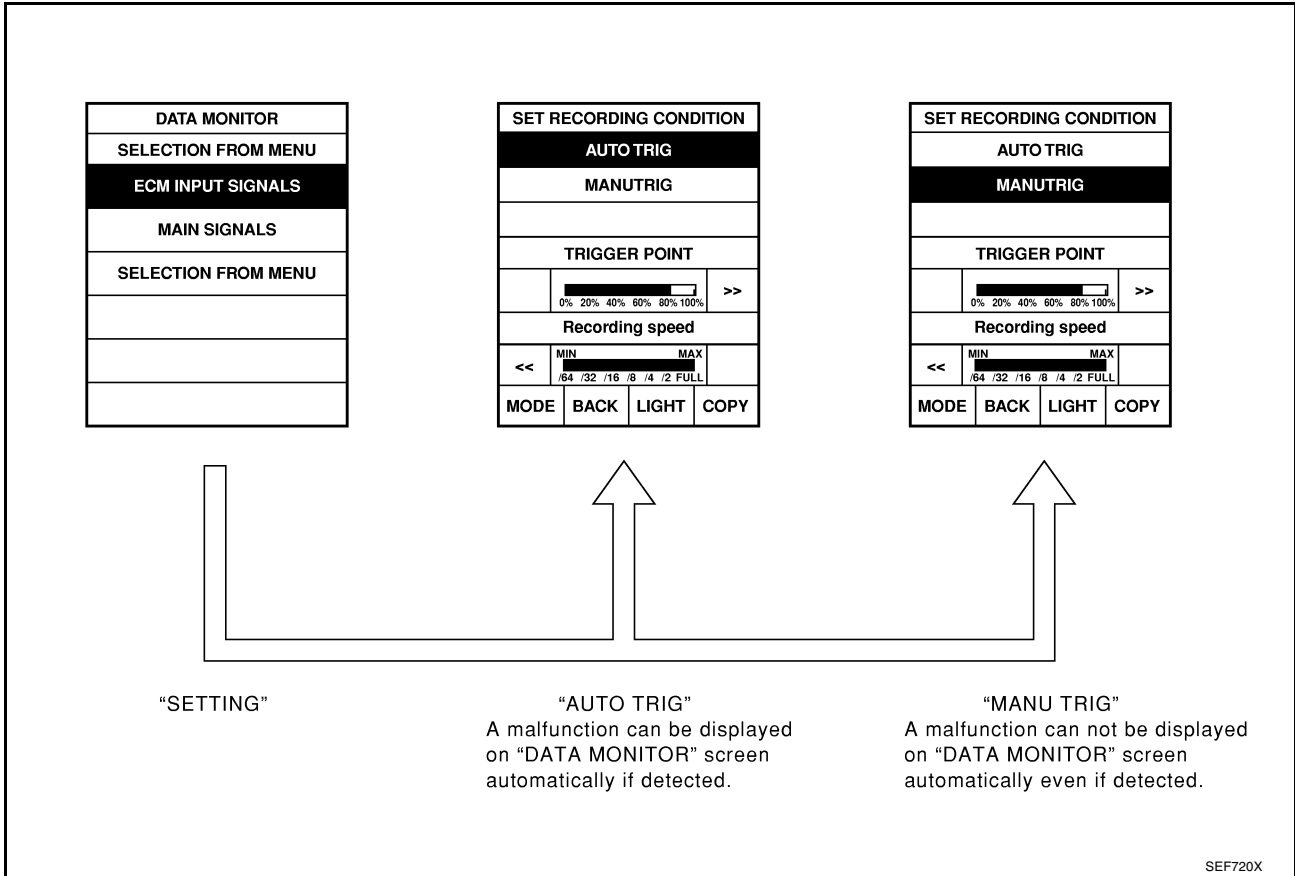 DATA MONITOR
SELECTION FROM MENU
ECM INPUT SIGNALS
MAIN SIGNALS
SELECTION FROM MENU
SET RECORDING CONDITION
AUTO TRIG
MANUTRIG
TRIGGER POINT
>>
0% 20% 40% 60% 80% 100%
Recording speed
MIN MAX
<<
/64 /32 /16 /8 /4 /2 FULL
MODE BACK LIGHT COPY
SET RECORDING CONDITION
AUTO TRIG
MANUTRIG
TRIGGER POINT
>>
0% 20% 40% 60% 80% 100%
Recording speed
MIN MAX
<<
/64 /32 /16 /8 /4 /2 FULL
MODE BACK LIGHT COPY
“SETTING”
“AUTO TRIG”
A malfunction can be displayed
on “DATA MONITOR” screen
automatically if detected.
“MANU TRIG”
A malfunction can not be displayed
on “DATA MONITOR” screen
automatically even if detected.
SEF720X